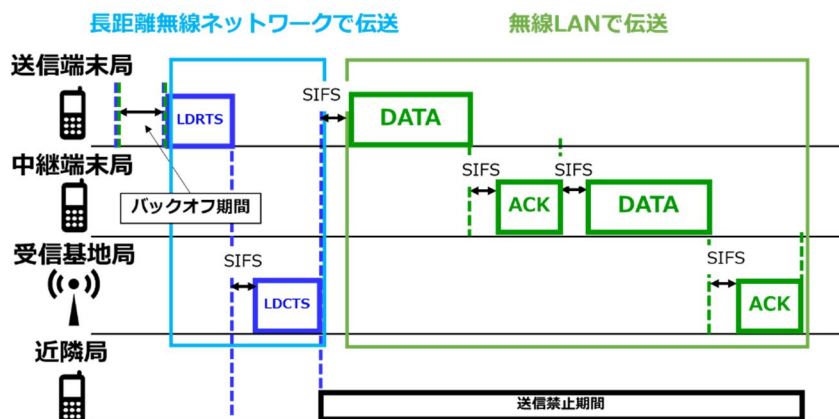 長距離無線ネットワークで伝送
無線LANで伝送
送信端末局
LDRTS
SIFS
DATA
中継端末局
バックオフ期間
SIFS
ACK
SIFS
DATA
受信基地局
SIFS
LDCTS
SIFS
ACK
近隣局
送信禁止期間